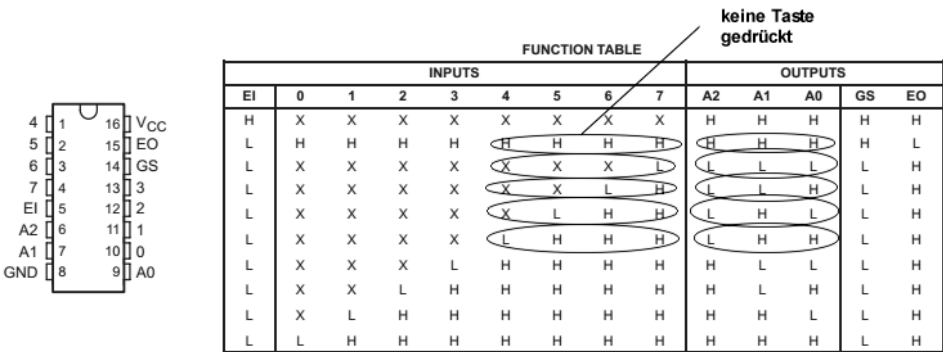 keine Taste
gedrückt
FUNCTION TABLE
INPUTS OUTPUTS
EI 0 1 2 3 4 5 6 7 A2 A1 A0 GS EO
H X X X X X X X X H H H H H
L H H H H H H H H H H H H L
L X X X X X X X L L L L L H
L X X X X X X L H L L H L H
L X X X X X L H H L H L L H
L X X X X L H H H L H H L H
L X X X L H H H H H L L L H
L X X L H H H H H H L H L H
L X L H H H H H H H H L L H
L L H H H H H H H H H H L H
4 1 16 VCC
5 2 15 EO
6 3 14 GS
7 4 13 3
EI 5 12 2
A2 6 11 1
A1 7 10 0
GND 8 9 A0